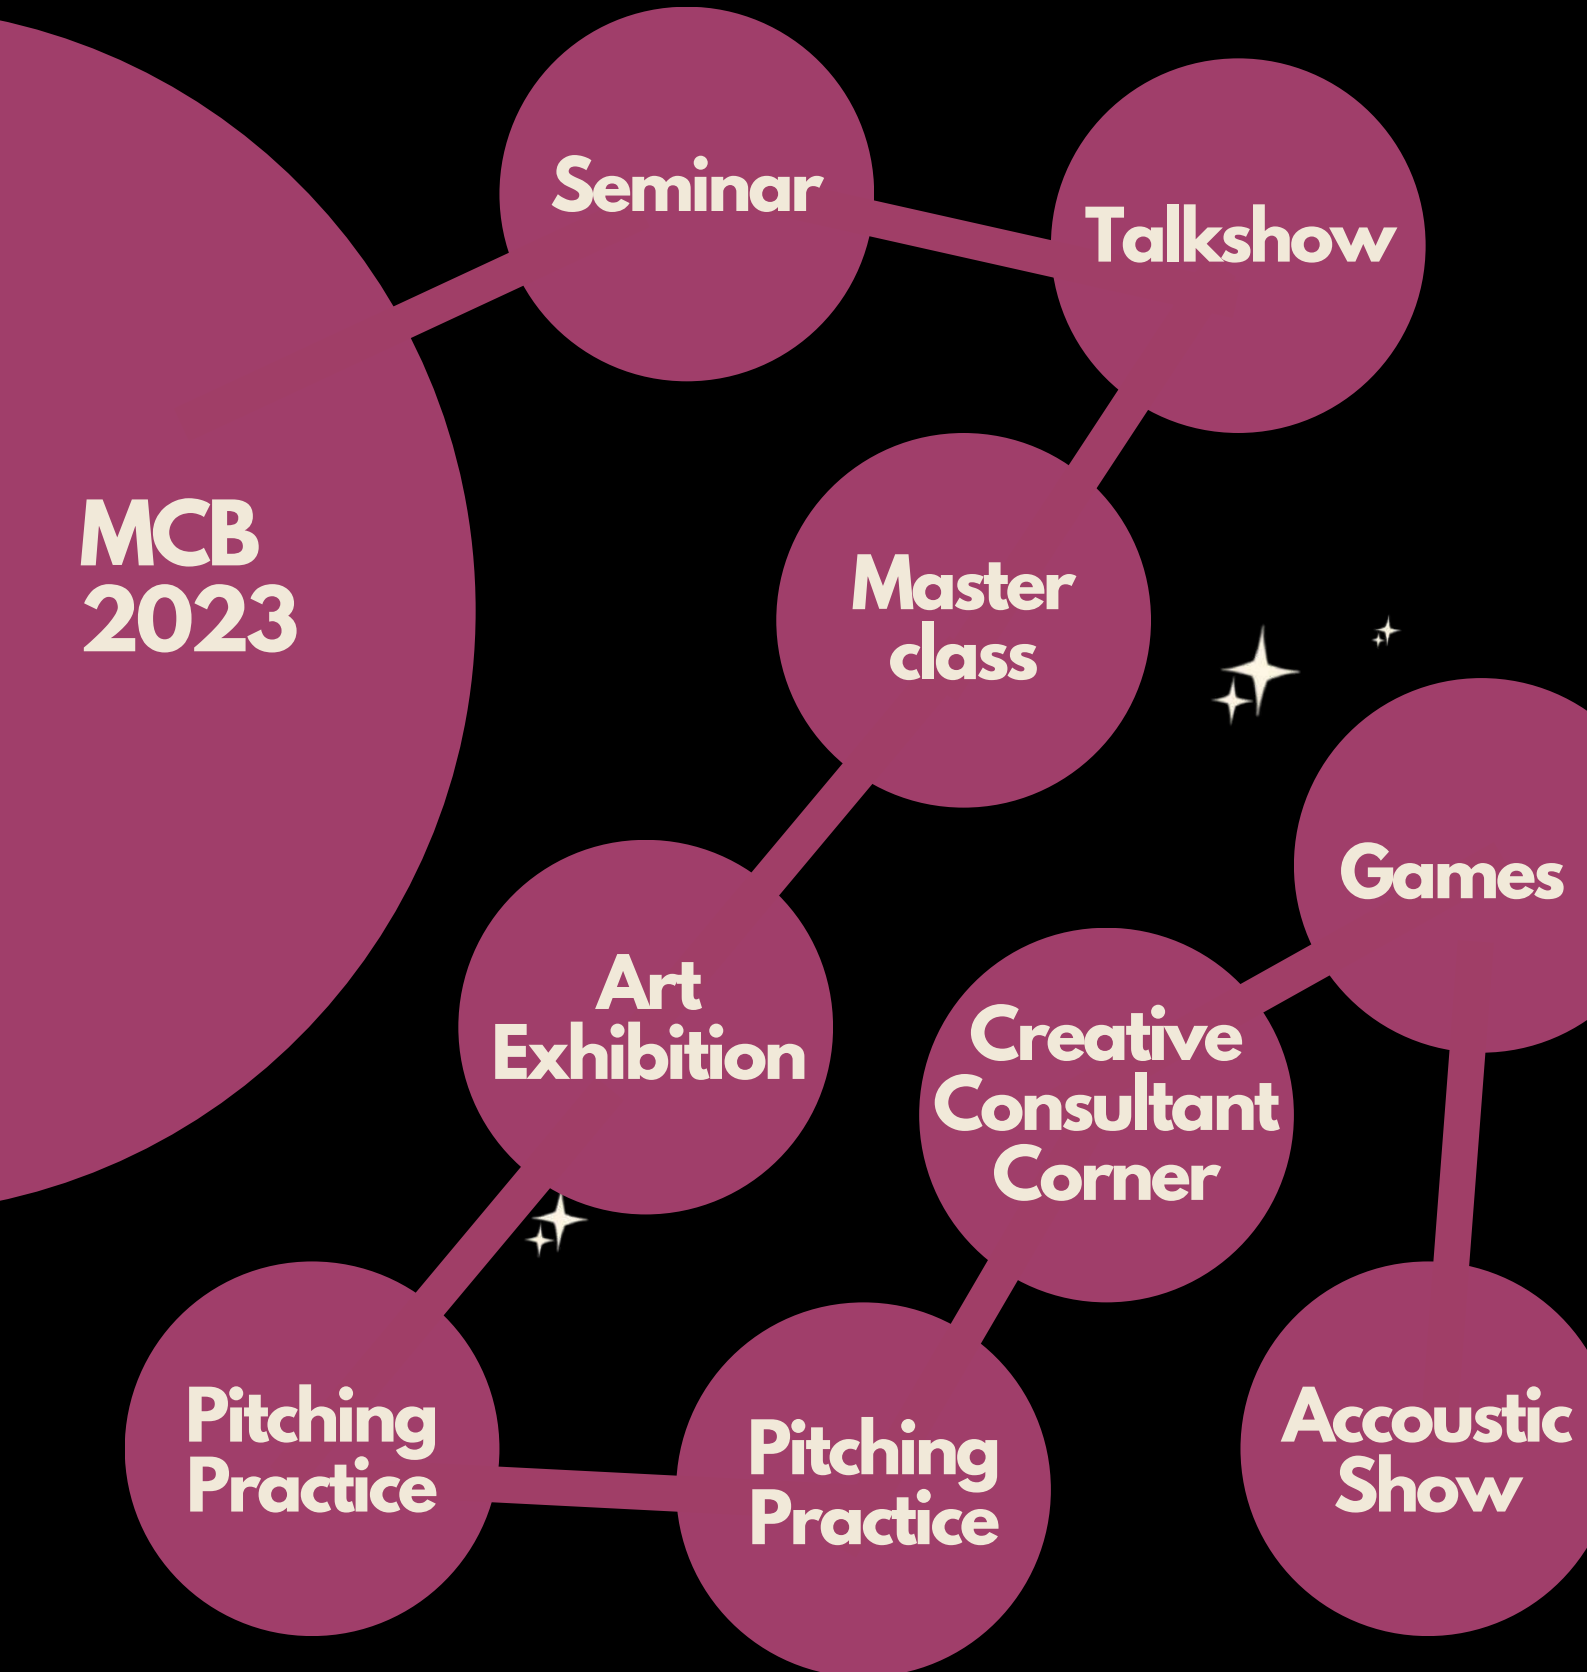 MCB
2023
Seminar
Talkshow
Master
class
Art
Exhibition
Pitching
Practice
Pitching
Practice
Creative
Consultant
Corner
Games
Accoustic
Show